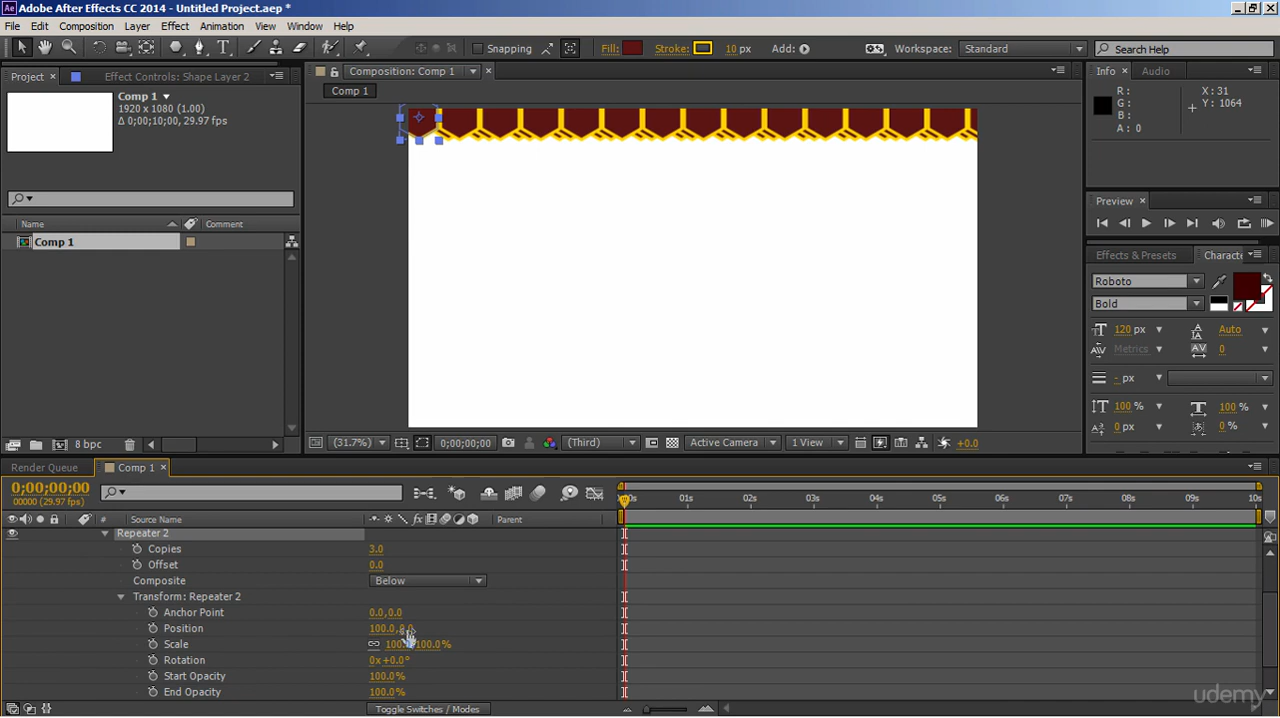 Adobe After Effects CC 2014 - Untitled Project.aep *
File Edit Composition Layer Effect Animation View Window Help
Snapping Fill: Stroke: 10 px Add: Workspace: Standard Search Help
Project Effect Controls: Shape Layer 2 Composition: Comp 1 Info Audio
Comp 1
1920 x 1080 (1.00)
Δ 0;00;10;00, 29.97 fps
Comp 1
R : X : 31
G : Y : 1064
B :
A : 0
Preview
Name Comment
Comp 1
Effects & Presets Charact
Roboto
Bold
120 px Auto
Metrics 0
- px
100 % 100 %
0 px 0 %
8 bpc (31.7%) 0;00;00;00 (Third) Active Camera 1 View +0.0
Render Queue Comp 1
0;00;00;00
00000 (29.97 fps)
00s 01s 02s 03s 04s 05s 06s 07s 08s 09s 10s
# Source Name fx Parent
Repeater 2
Copies 3.0
Offset 0.0
Composite Below
Transform: Repeater 2
Anchor Point 0.0,0.0
Position 100.0,
Scale 100.0%
Rotation 0x+0.0°
Start Opacity 100.0%
End Opacity 100.0%
Toggle Switches / Modes
udemy